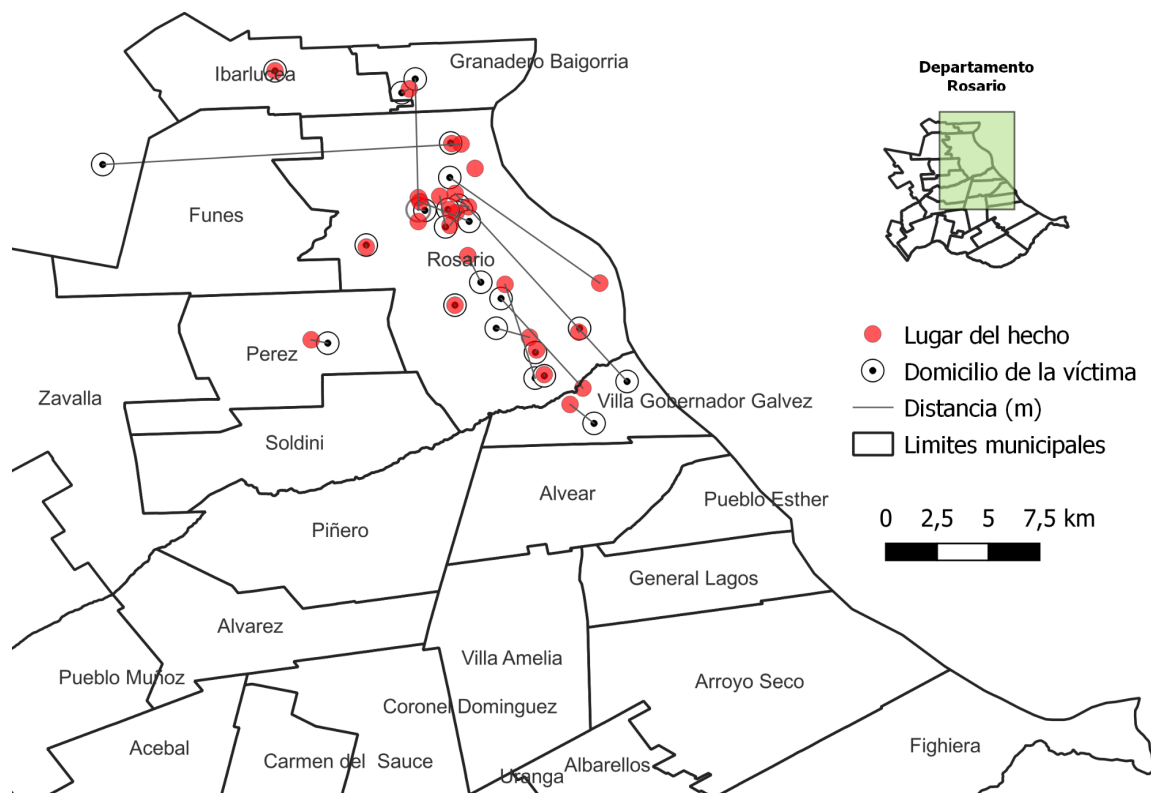 Ibarlucea
Granadero Baigorria
Funes
Rosario
Perez
Zavalla
Villa Gobernador Galvez
Soldini
Alvear
Pueblo Esther
Piñero
General Lagos
Alvarez
Villa Amelia
Pueblo Muñoz
Arroyo Seco
Coronel Dominguez
Acebal
Carmen del Sauce
Uranga
Albarellos
Fighiera
Departamento
Rosario
Lugar del hecho
Domicilio de la víctima
Distancia (m)
Limites municipales
0 2,5 5 7,5 km